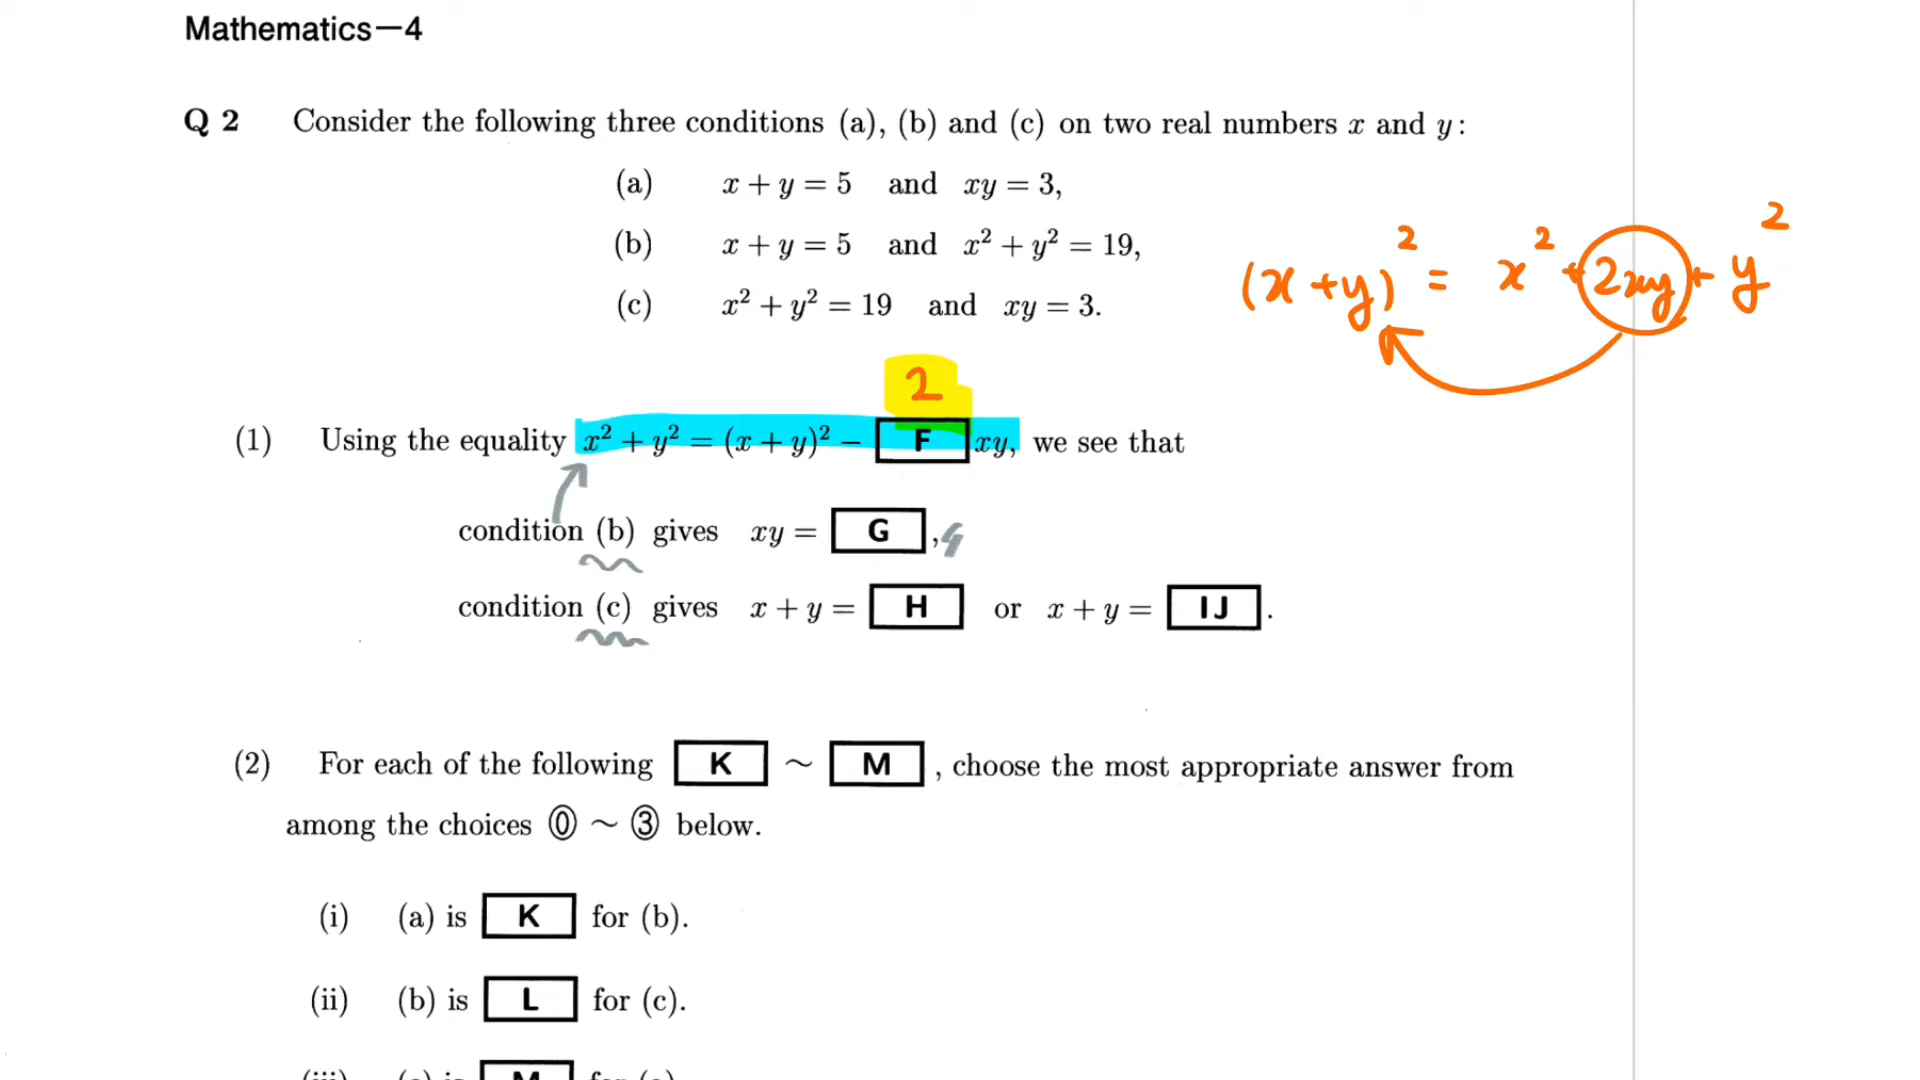 Mathematics—4
Q 2 Consider the following three conditions (a), (b) and (c) on two real numbers x and y:
(a) x + y = 5 and xy = 3,
(b) x + y = 5 and x² + y² = 19,
(c) x² + y² = 19 and xy = 3.
(x + y)² = x² + 2xy + y²
2
(1) Using the equality x² + y² = (x + y)² − F xy, we see that
condition (b) gives xy = G ,
condition (c) gives x + y = H or x + y = IJ .
(2) For each of the following K ~ M , choose the most appropriate answer from
among the choices ⓪ ~ ③ below.
(i) (a) is K for (b).
(ii) (b) is L for (c).